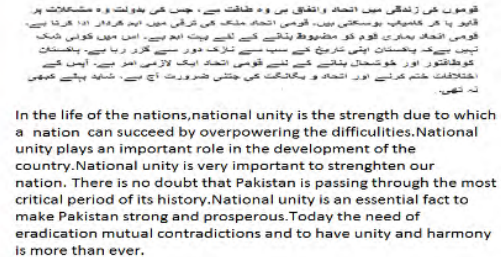 قوموں کی زندگی میں اتحاد واتفاق ہی وہ طاقت ہے، جس کی بدولت وہ مشکلات پر
قابو پا کر کامیاب ہوسکتی ہیں۔ قومی اتحاد ملک کی ترقی میں اہم کردار ادا کرتا ہے۔
قومی اتحاد ہماری قوم کو مضبوط بنانے کے لئے بہت اہم ہے۔ اس میں کوئی شک
نہیں ہےکہ پاکستان اپنی تاریخ کے سب سے نازک دور سے گزر رہا ہے۔ پاکستان
کوطاقتور اور خوشحال بنانے کے لئے قومی اتحاد ایک لازمی امر ہے۔ آپس کے
اختلافات ختم کرنے اور اتحاد و یگانگت کی جتنی ضرورت آج ہے، شاید پہلے کبھی
نہ تھی۔
In the life of the nations,national unity is the strength due to which
a nation can succeed by overpowering the difficulities.National
unity plays an important role in the development of the
country.National unity is very important to strenghten our
nation. There is no doubt that Pakistan is passing through the most
critical period of its history.National unity is an essential fact to
make Pakistan strong and prosperous.Today the need of
eradication mutual contradictions and to have unity and harmony
is more than ever.